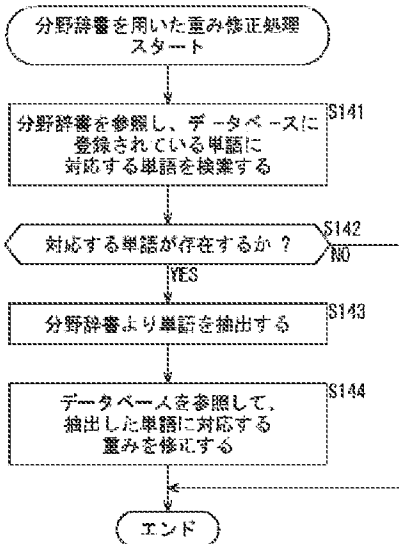 分野辞書を用いた重み修正処理
スタート
S141
分野辞書を参照し、データベースに
登録されている単語に
対応する単語を検索する
S142
対応する単語が存在するか ?
NO
YES
S143
分野辞書より単語を抽出する
S144
データベースを参照して、
抽出した単語に対応する
重みを修正する
エンド